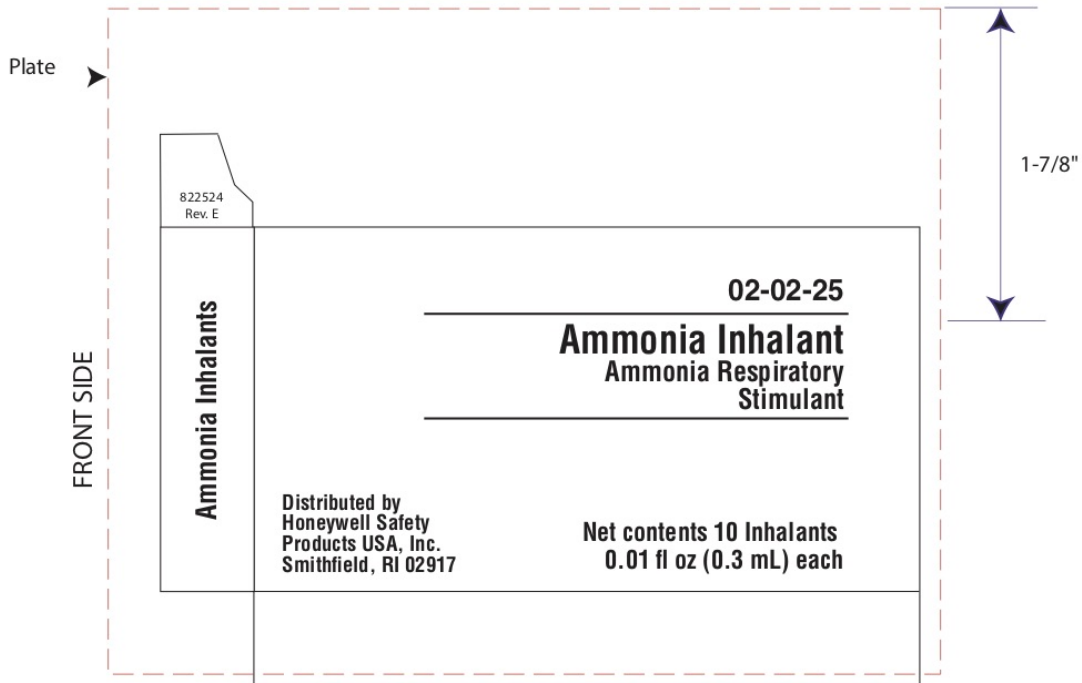 Plate
1-7/8"
822524
Rev. E
FRONT SIDE
Ammonia Inhalants
02-02-25
Ammonia Inhalant
Ammonia Respiratory
Stimulant
Distributed by
Honeywell Safety
Products USA, Inc.
Smithfield, RI 02917
Net contents 10 Inhalants
0.01 fl oz (0.3 mL) each